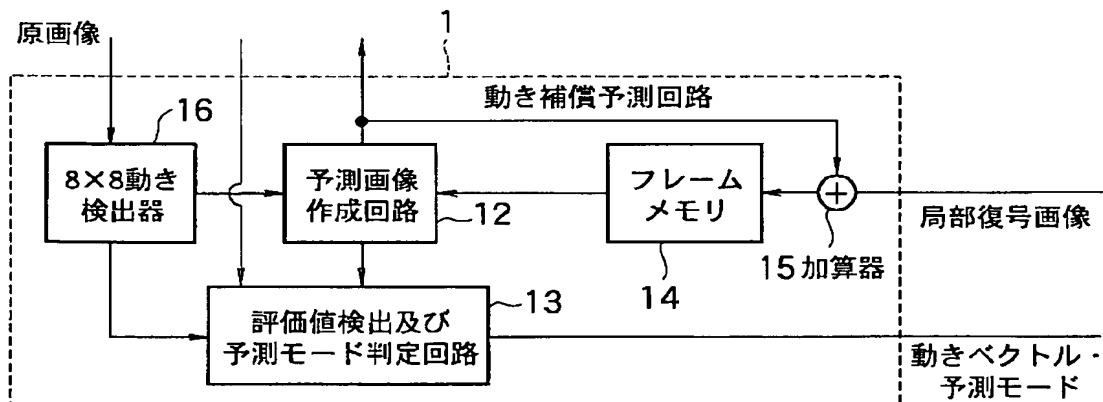 原画像
1
動き補償予測回路
16
8×8動き
検出器
予測画像
作成回路
12
フレーム
メモリ
14
15加算器
局部復号画像
評価値検出及び
予測モード判定回路
13
動きベクトル・
予測モード